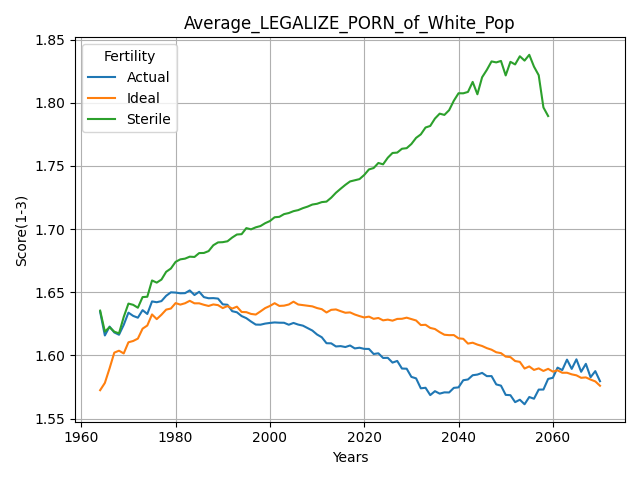 Average_LEGALIZE_PORN_of_White_Pop
Fertility
Actual
Ideal
Sterile
Score(1-3)
1.85
1.80
1.75
1.70
1.65
1.60
1.55
1960
1980
2000
2020
2040
2060
Years